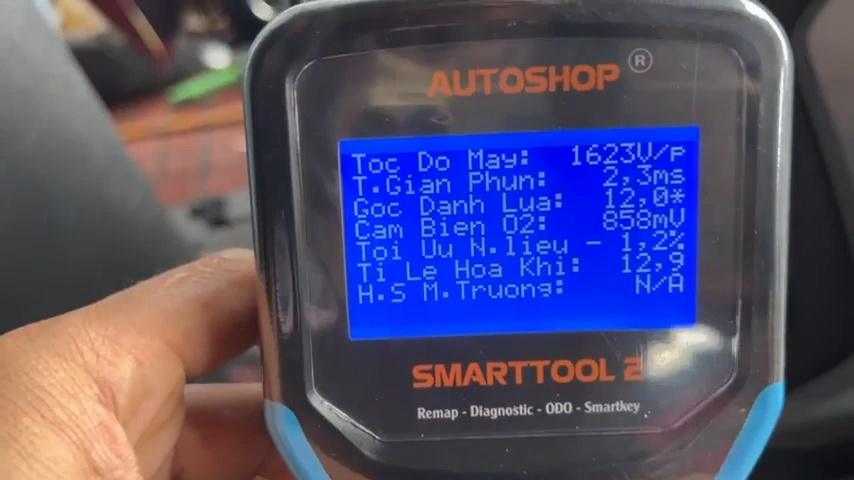 AUTOSHOP ®
Toc Do May: 1623V/P
T.Gian Phun: 2,3ms
Goc Danh Lua: 12,0*
Cam Bien O2: 858mV
Toi Uu N.lieu - 1,2%
Ti Le Hoa Khi: 12,9
H.S M.Truong: N/A
SMARTTOOL 2
Remap - Diagnostic - ODO - Smartkey